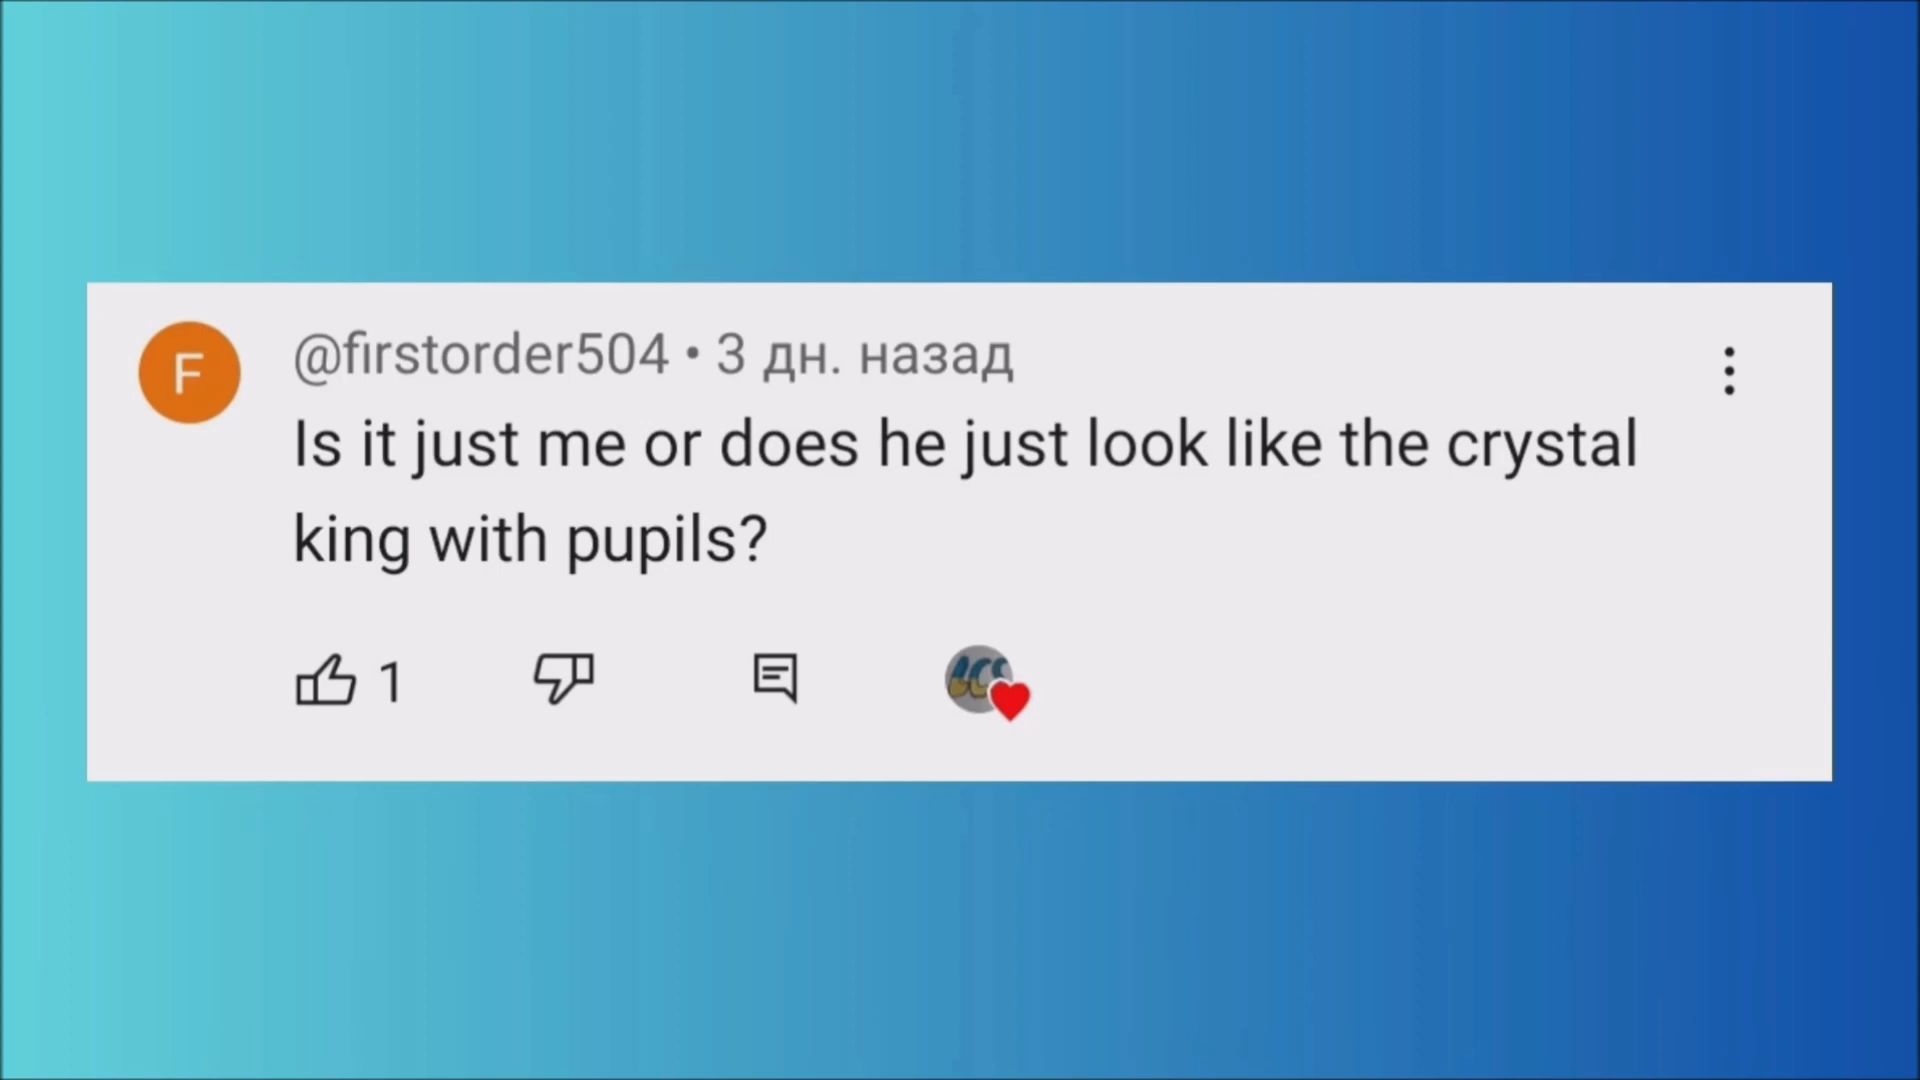 F
@firstorder504 • 3 дн. назад
Is it just me or does he just look like the crystal
king with pupils?
1